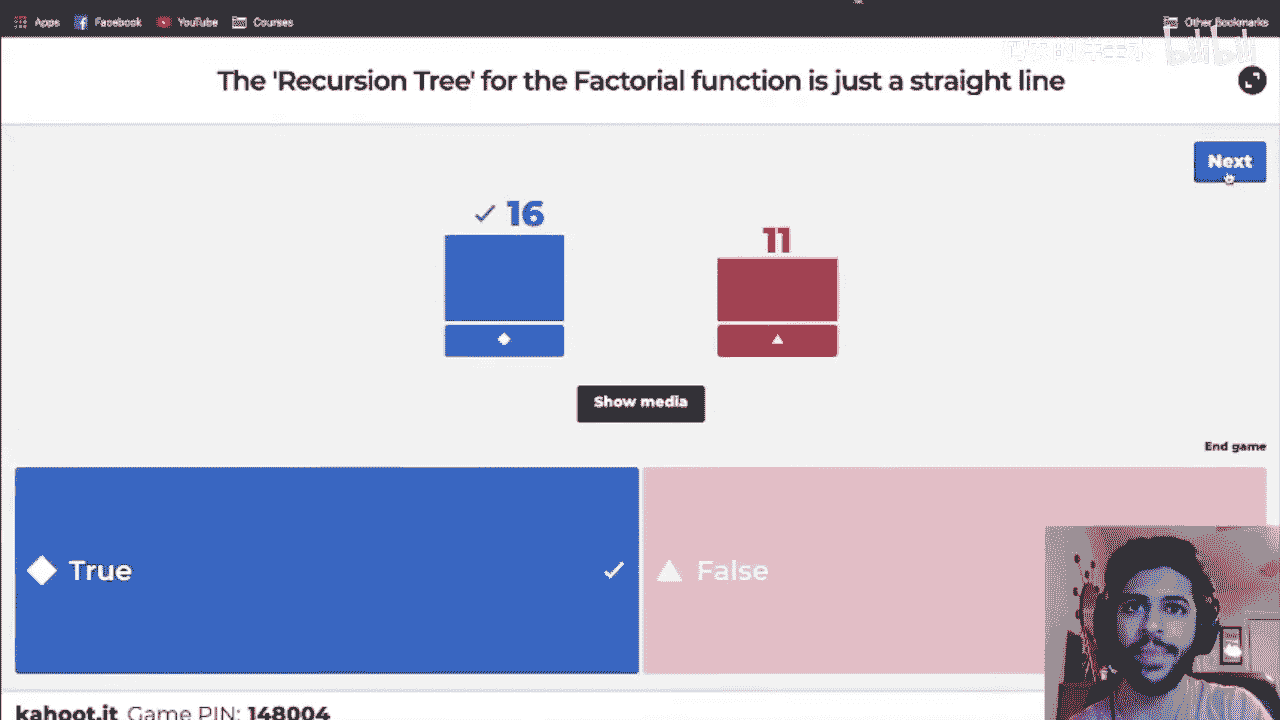 Apps Facebook YouTube Courses Other Bookmarks
bilibili
The 'Recursion Tree' for the Factorial function is just a straight line
Next
16
11
Show media
End game
True
False
kahoot.it Game PIN: 148004